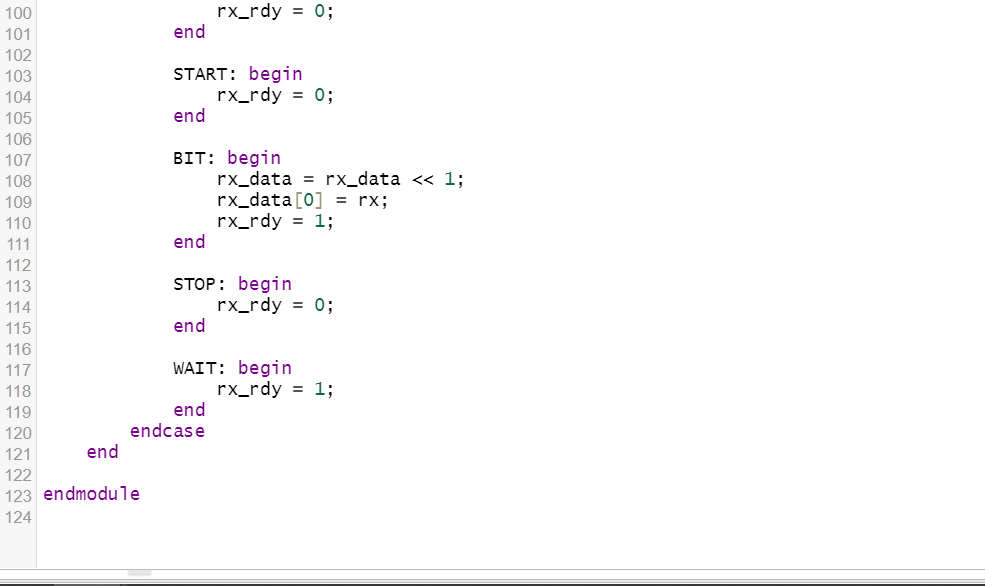 100                 rx_rdy = 0;
101             end
102
103             START: begin
104                 rx_rdy = 0;
105             end
106
107             BIT: begin
108                 rx_data = rx_data << 1;
109                 rx_data[0] = rx;
110                 rx_rdy = 1;
111             end
112
113             STOP: begin
114                 rx_rdy = 0;
115             end
116
117             WAIT: begin
118                 rx_rdy = 1;
119             end
120         endcase
121     end
122
123 endmodule
124